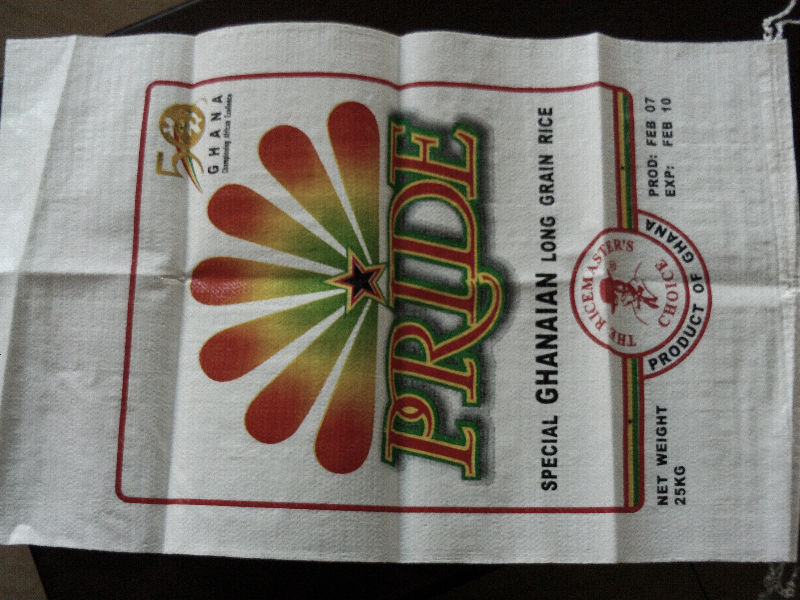 50
GHANA
Championing African Excellence
PRIDE
SPECIAL GHANAIAN LONG GRAIN RICE
THE RICEMASTER'S
CHOICE
PRODUCT OF GHANA
NET WEIGHT
25KG
PROD: FEB 07
EXP: FEB 10